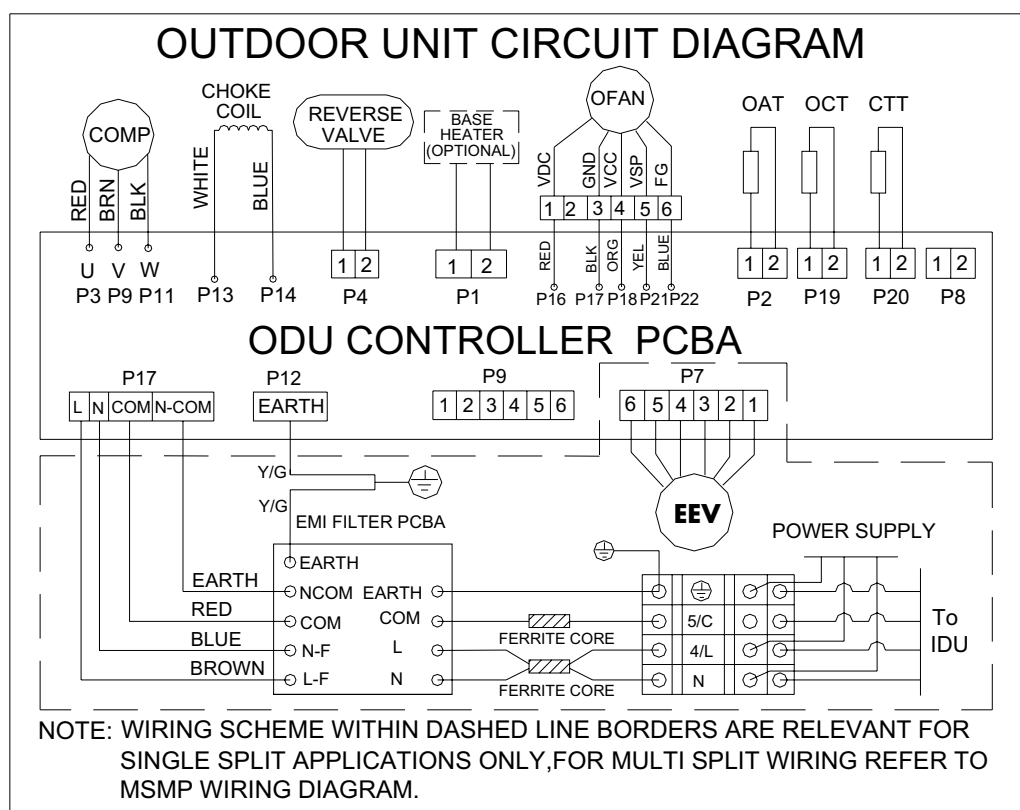 OUTDOOR UNIT CIRCUIT DIAGRAM
COMP
CHOKE
COIL
REVERSE
VALVE
BASE
HEATER
(OPTIONAL)
OFAN
OAT OCT CTT
RED BRN BLK
WHITE BLUE
VDC GND VCC VSP FG
1 2 3 4 5 6
RED BLK ORG YEL BLUE
U V W
P3 P9 P11 P13 P14
1 2
P4
1 2
P1
P16 P17 P18 P21 P22
1 2
P2
1 2
P19
1 2
P20
1 2
P8
ODU CONTROLLER PCBA
P17
L N COM N-COM
P12
EARTH
P9
1 2 3 4 5 6
P7
6 5 4 3 2 1
Y/G
Y/G
EMI FILTER PCBA
EEV
POWER SUPPLY
EARTH
EARTH NCOM EARTH
RED COM COM FERRITE CORE 5/C
BLUE N-F L 4/L
BROWN L-F N FERRITE CORE N
To
IDU
NOTE: WIRING SCHEME WITHIN DASHED LINE BORDERS ARE RELEVANT FOR
SINGLE SPLIT APPLICATIONS ONLY,FOR MULTI SPLIT WIRING REFER TO
MSMP WIRING DIAGRAM.